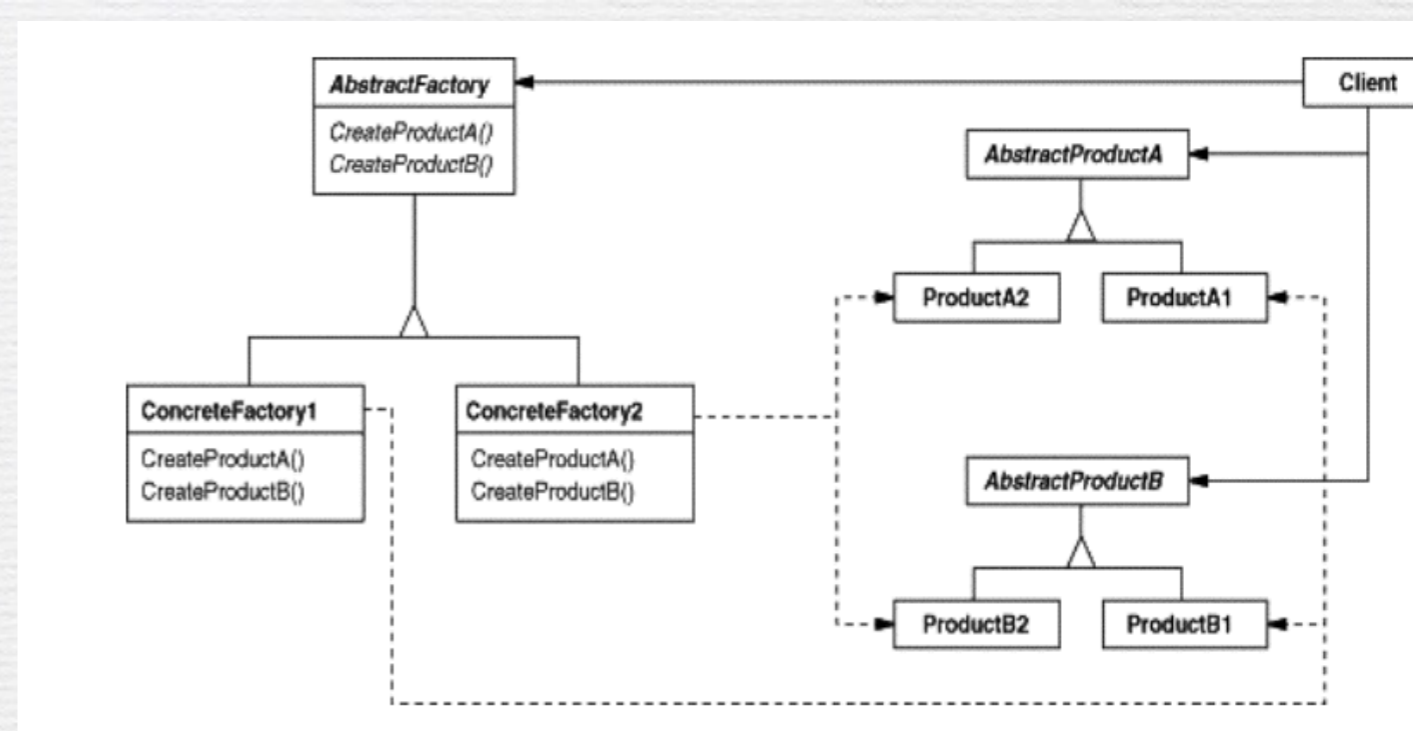 AbstractFactory
CreateProductA()
CreateProductB()
Client
AbstractProductA
ProductA2
ProductA1
ConcreteFactory1
CreateProductA()
CreateProductB()
ConcreteFactory2
CreateProductA()
CreateProductB()
AbstractProductB
ProductB2
ProductB1